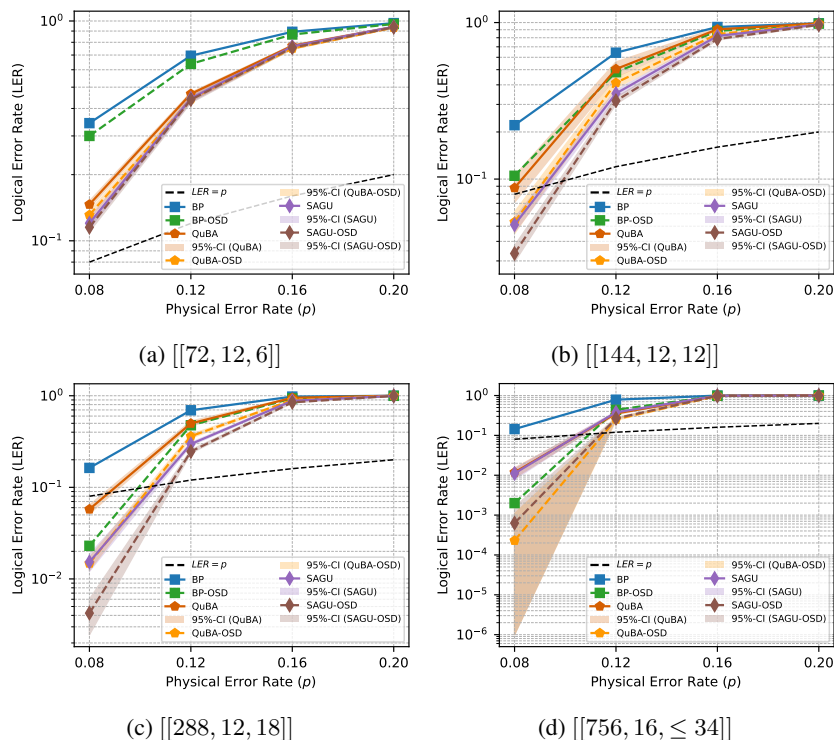 10^0
10^-1
Logical Error Rate (LER)
0.08 0.12 0.16 0.20
Physical Error Rate (p)
LER = p
BP
BP-OSD
QuBA
95%-CI (QuBA)
QuBA-OSD
95%-CI (QuBA-OSD)
SAGU
95%-CI (SAGU)
SAGU-OSD
95%-CI (SAGU-OSD)
(a) [[72, 12, 6]]
10^0
10^-1
Logical Error Rate (LER)
0.08 0.12 0.16 0.20
Physical Error Rate (p)
LER = p
BP
BP-OSD
QuBA
95%-CI (QuBA)
QuBA-OSD
95%-CI (QuBA-OSD)
SAGU
95%-CI (SAGU)
SAGU-OSD
95%-CI (SAGU-OSD)
(b) [[144, 12, 12]]
10^0
10^-1
10^-2
Logical Error Rate (LER)
0.08 0.12 0.16 0.20
Physical Error Rate (p)
LER = p
BP
BP-OSD
QuBA
95%-CI (QuBA)
QuBA-OSD
95%-CI (QuBA-OSD)
SAGU
95%-CI (SAGU)
SAGU-OSD
95%-CI (SAGU-OSD)
(c) [[288, 12, 18]]
10^0
10^-1
10^-2
10^-3
10^-4
10^-5
10^-6
Logical Error Rate (LER)
0.08 0.12 0.16 0.20
Physical Error Rate (p)
LER = p
BP
BP-OSD
QuBA
95%-CI (QuBA)
QuBA-OSD
95%-CI (QuBA-OSD)
SAGU
95%-CI (SAGU)
SAGU-OSD
95%-CI (SAGU-OSD)
(d) [[756, 16, ≤ 34]]